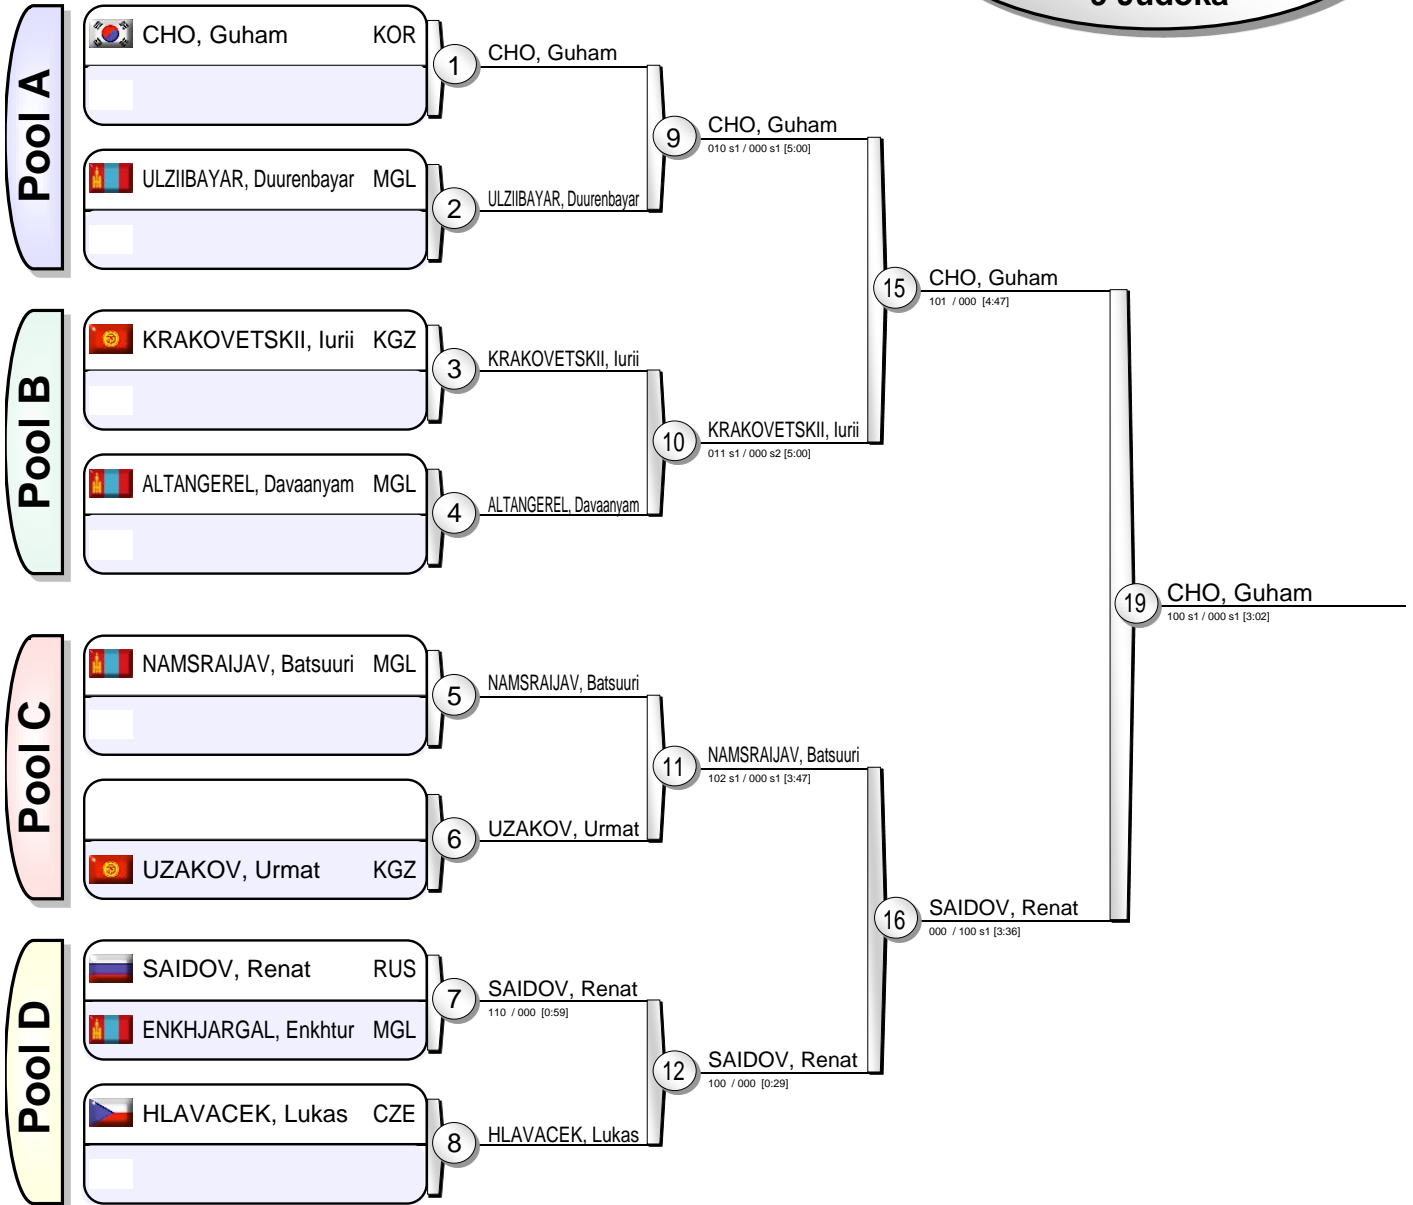 9 Judoka
Pool A
CHO, Guham KOR
1
CHO, Guham
ULZIIBAYAR, Duurenbayar MGL
2
ULZIIBAYAR, Duurenbayar
9
CHO, Guham
010 s1 / 000 s1 [5:00]
Pool B
KRAKOVETSKII, Iurii KGZ
3
KRAKOVETSKII, Iurii
ALTANGEREL, Davaanyam MGL
4
ALTANGEREL, Davaanyam
10
KRAKOVETSKII, Iurii
011 s1 / 000 s2 [5:00]
15
CHO, Guham
101 / 000 [4:47]
Pool C
NAMSRAIJAV, Batsuuri MGL
5
NAMSRAIJAV, Batsuuri
UZAKOV, Urmat KGZ
6
UZAKOV, Urmat
11
NAMSRAIJAV, Batsuuri
102 s1 / 000 s1 [3:47]
Pool D
SAIDOV, Renat RUS
ENKHJARGAL, Enkhtur MGL
7
SAIDOV, Renat
110 / 000 [0:59]
HLAVACEK, Lukas CZE
8
HLAVACEK, Lukas
12
SAIDOV, Renat
100 / 000 [0:29]
16
SAIDOV, Renat
000 / 100 s1 [3:36]
19
CHO, Guham
100 s1 / 000 s1 [3:02]